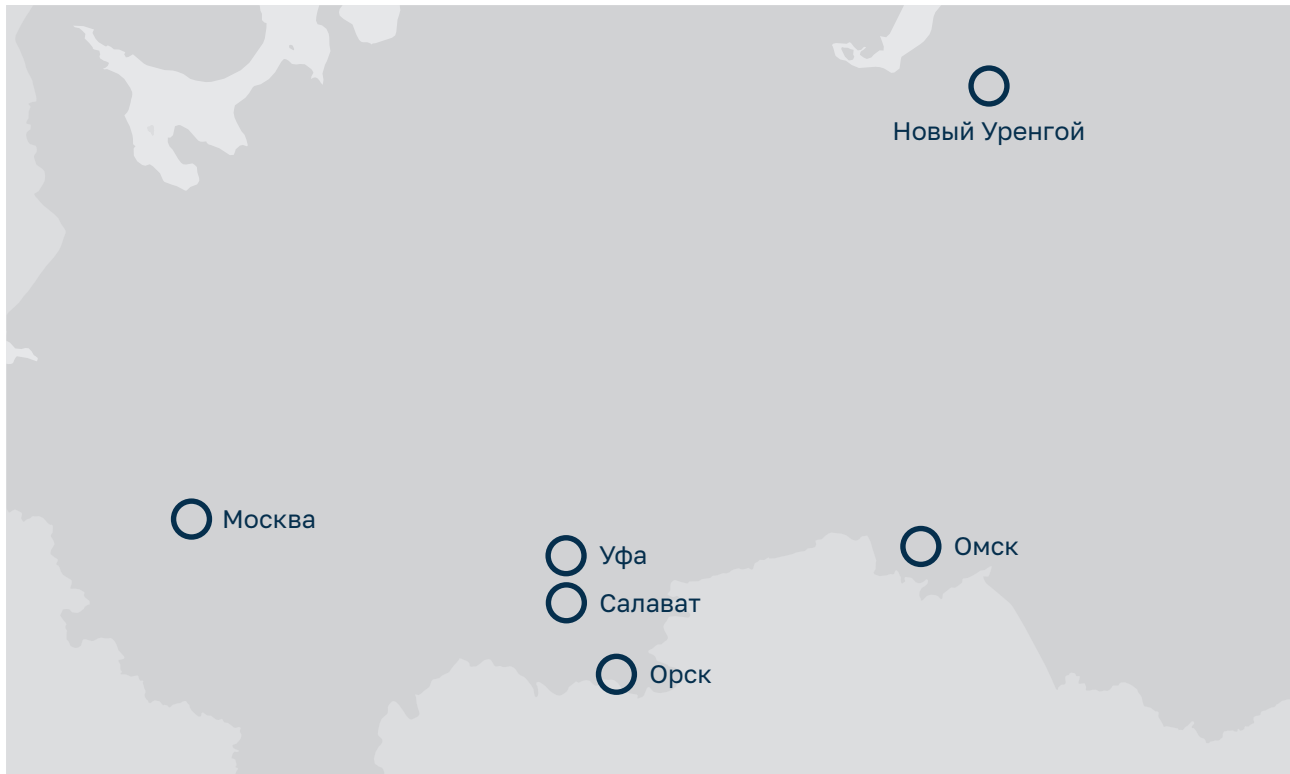 Новый Уренгой
Москва
Уфа
Омск
Салават
Орск